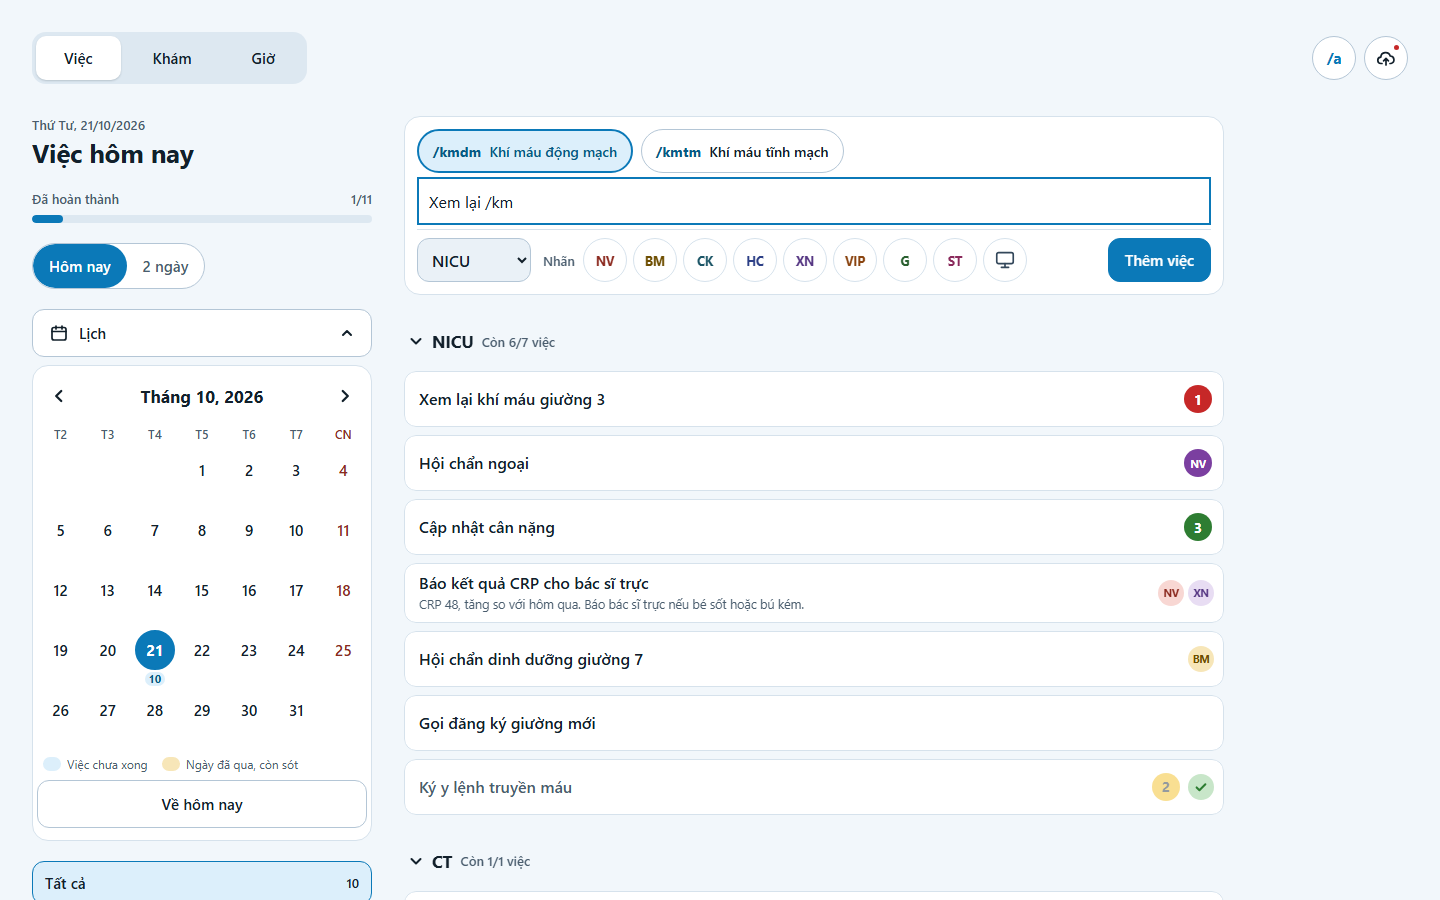 Việc
Khám
Giờ
/a
Thứ Tư, 21/10/2026
Việc hôm nay
Đã hoàn thành 1/11
Hôm nay
2 ngày
Lịch
Tháng 10, 2026
T2 T3 T4 T5 T6 T7 CN
1 2 3 4
5 6 7 8 9 10 11
12 13 14 15 16 17 18
19 20 21 22 23 24 25
10
26 27 28 29 30 31
Việc chưa xong
Ngày đã qua, còn sót
Về hôm nay
Tất cả 10
/kmdm Khí máu động mạch
/kmtm Khí máu tĩnh mạch
Xem lại /km
NICU
Nhãn
NV
BM
CK
HC
XN
VIP
G
ST
Thêm việc
NICU Còn 6/7 việc
Xem lại khí máu giường 3
1
Hội chẩn ngoại
NV
Cập nhật cân nặng
3
Báo kết quả CRP cho bác sĩ trực
CRP 48, tăng so với hôm qua. Báo bác sĩ trực nếu bé sốt hoặc bú kém.
NV XN
Hội chẩn dinh dưỡng giường 7
BM
Gọi đăng ký giường mới
Ký y lệnh truyền máu
2
CT Còn 1/1 việc